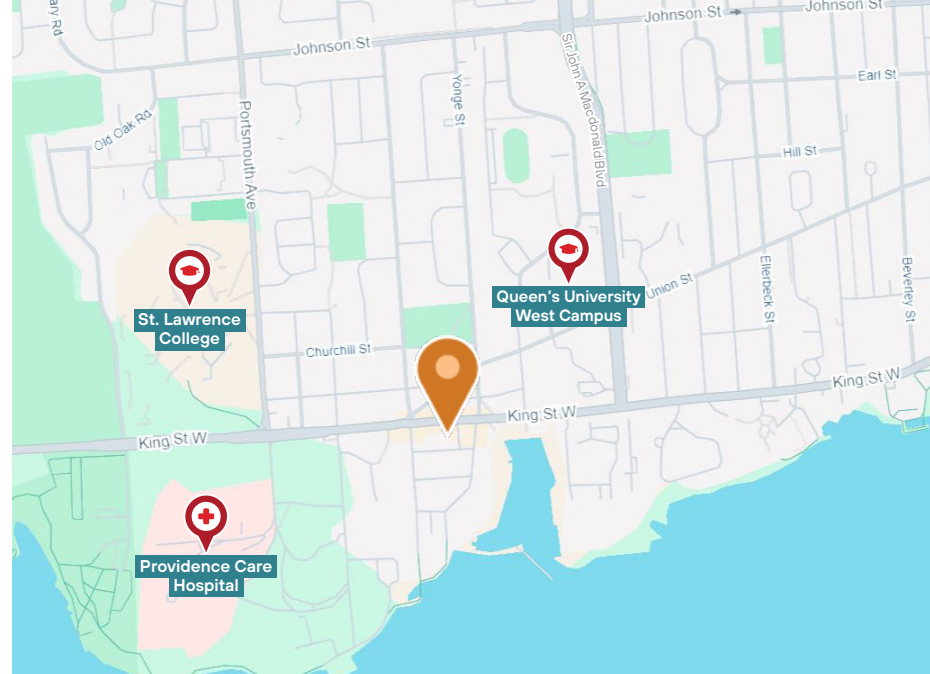 Johnson St
Johnson St
Johnson St
Sir John A Macdonald Blvd
Yonge St
Earl St
Portsmouth Ave
Old Oak Rd
Hill St
St. Lawrence
College
Queen's University
West Campus
Union St
Ellerbeck St
Beverley St
Churchill St
King St W
King St W
King St W
Providence Care
Hospital